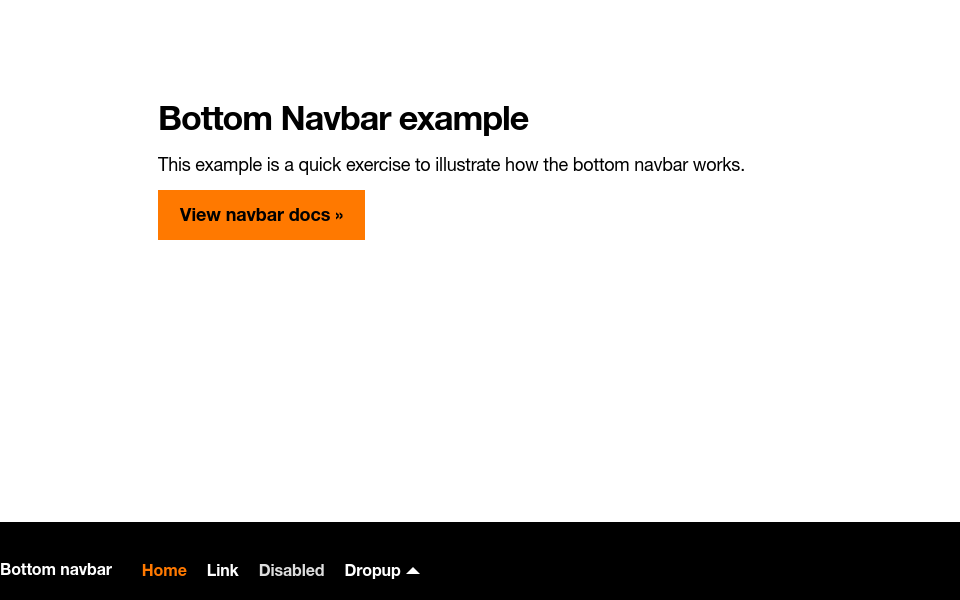 Bottom Navbar example
This example is a quick exercise to illustrate how the bottom navbar works.
View navbar docs »
Bottom navbar Home Link Disabled Dropup